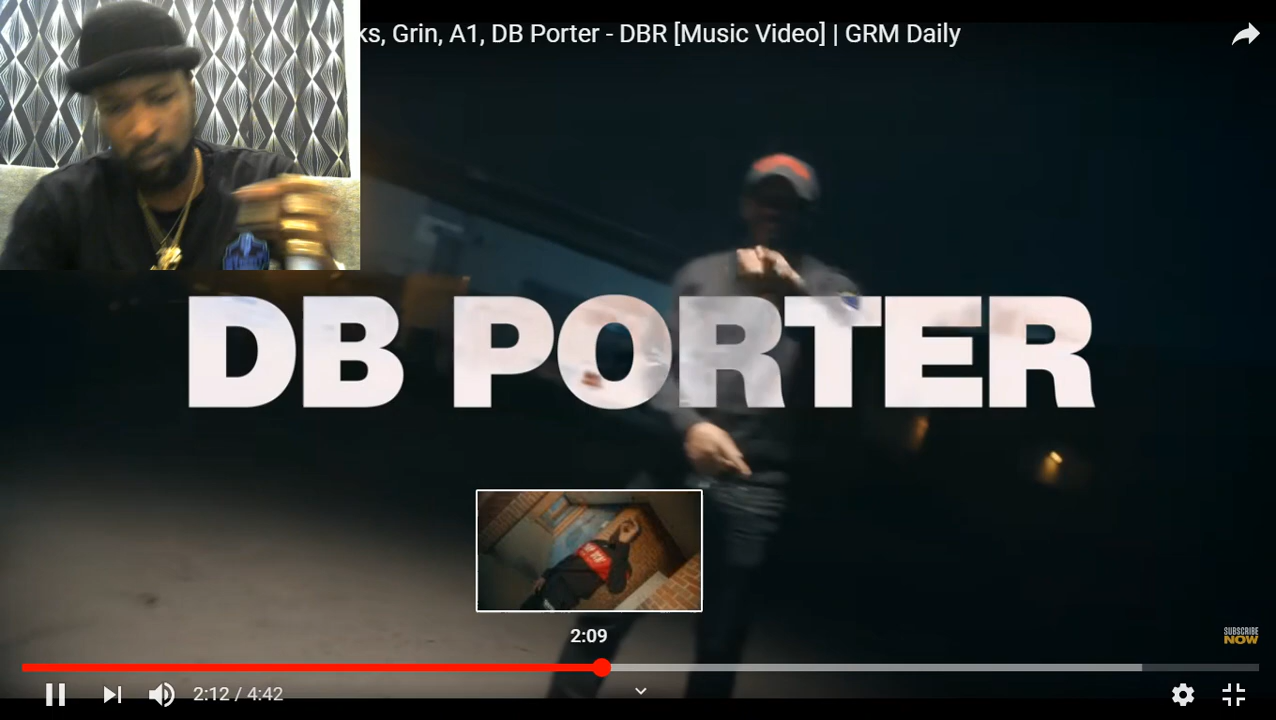 ks, Grin, A1, DB Porter - DBR [Music Video] | GRM Daily
DB PORTER
2:09
SUBSCRIBE
NOW
2:12 / 4:42